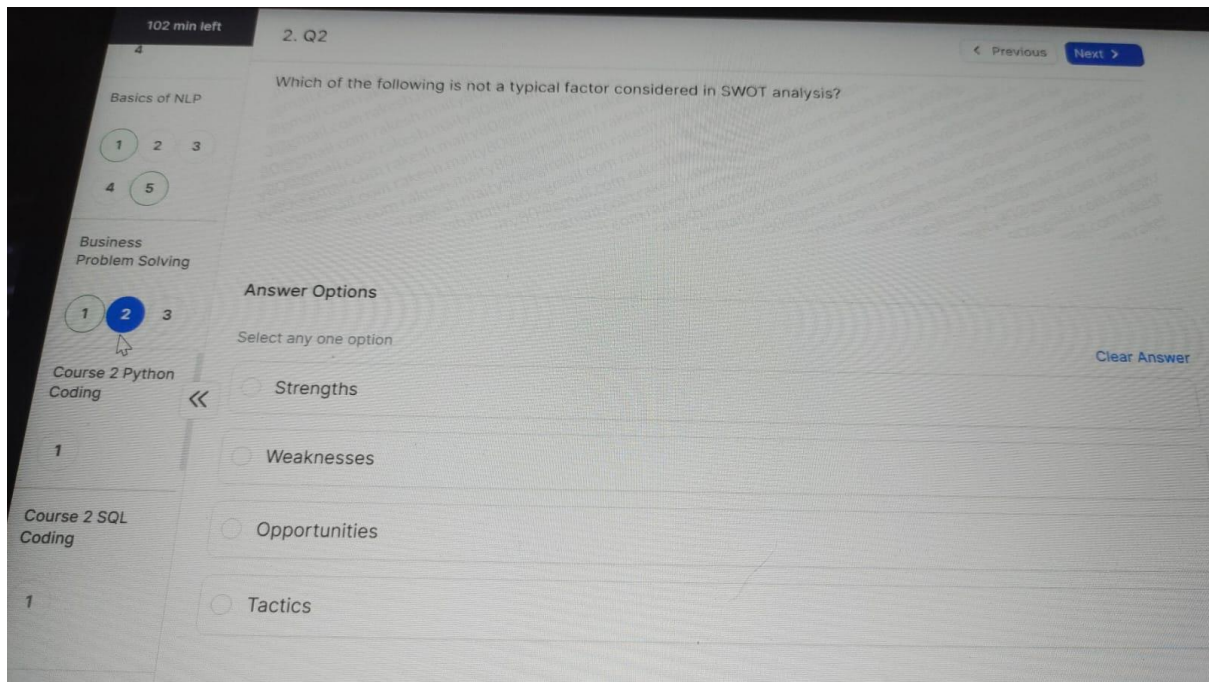 102 min left
4
Basics of NLP
1 2 3
4 5
Business
Problem Solving
1 2 3
Course 2 Python
Coding
1
Course 2 SQL
Coding
1
2. Q2
< Previous
Next >
Which of the following is not a typical factor considered in SWOT analysis?
Answer Options
Select any one option
Clear Answer
Strengths
Weaknesses
Opportunities
Tactics